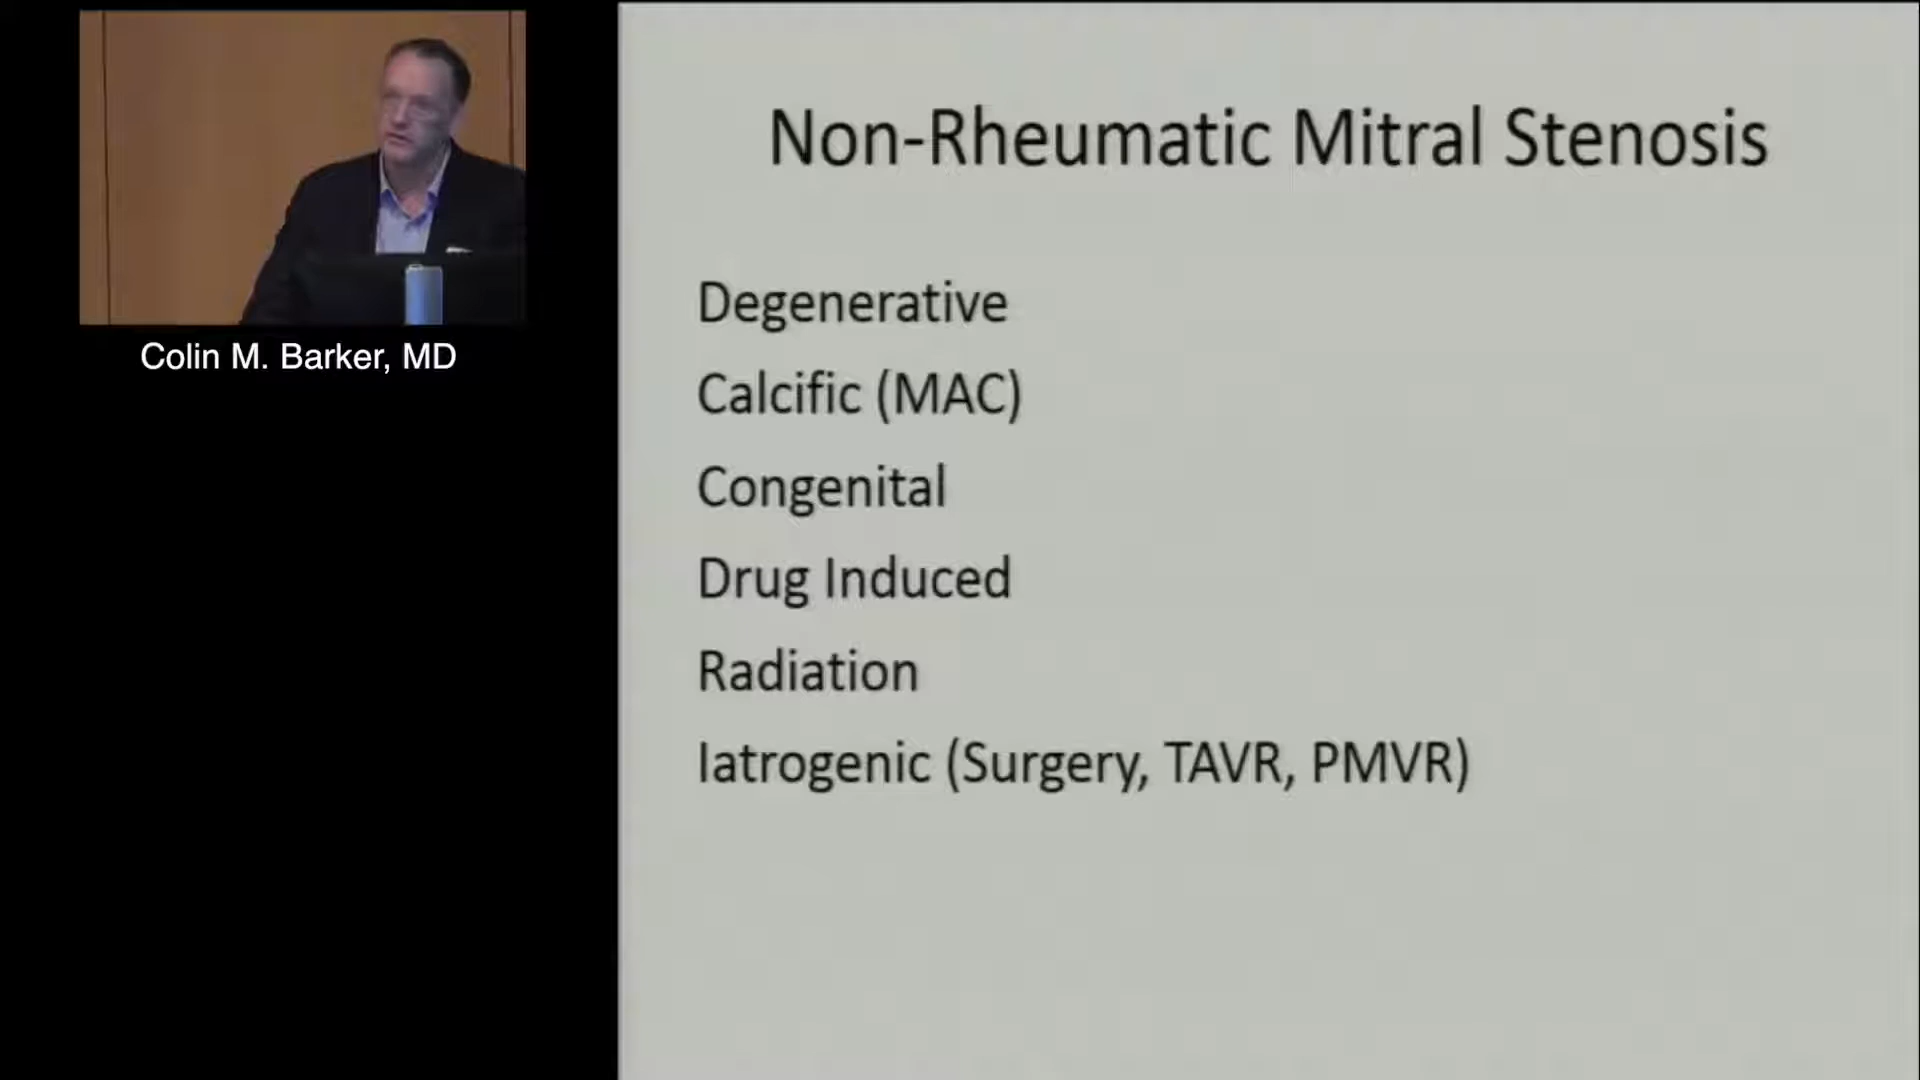 Colin M. Barker, MD
Non-Rheumatic Mitral Stenosis
Degenerative
Calcific (MAC)
Congenital
Drug Induced
Radiation
Iatrogenic (Surgery, TAVR, PMVR)